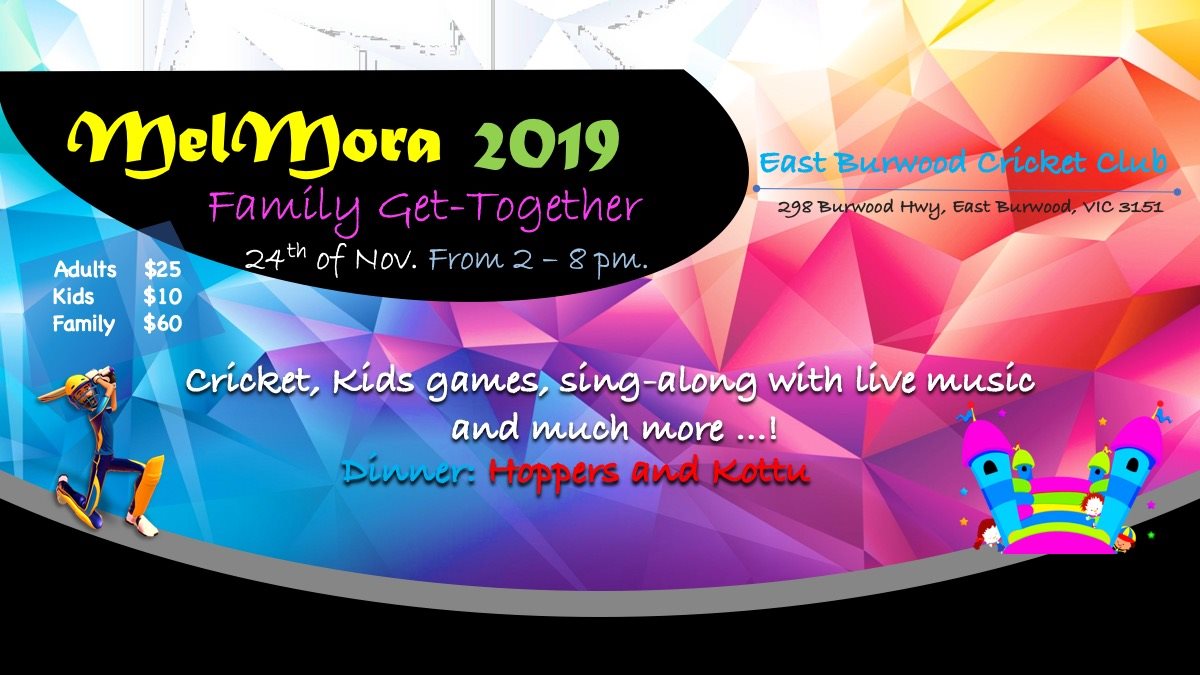 MelMora 2019
Family Get-Together
24th of Nov. From 2 – 8 pm.
East Burwood Cricket Club
298 Burwood Hwy, East Burwood, VIC 3151
Adults $25
Kids $10
Family $60
Cricket, Kids games, sing-along with live music
and much more ...!
Dinner: Hoppers and Kottu